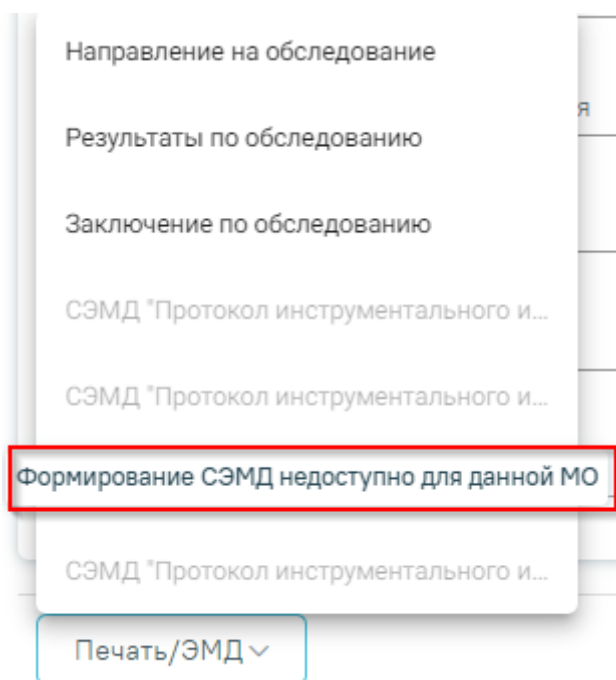 Направление на обследование
я
Результаты по обследованию
Заключение по обследованию
СЭМД "Протокол инструментального и...
СЭМД "Протокол инструментального и...
Формирование СЭМД недоступно для данной МО
СЭМД "Протокол инструментального и...
Печать/ЭМД